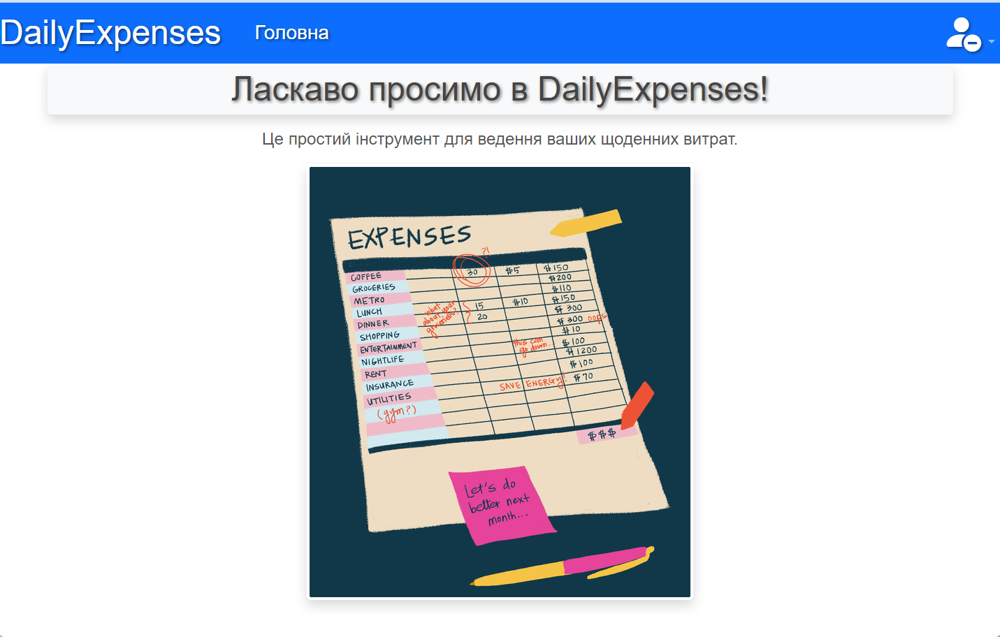 DailyExpenses Головна
Ласкаво просимо в DailyExpenses!
Це простий інструмент для ведення ваших щоденних витрат.
EXPENSES
?!
COFFEE 30 $5 $150
GROCERIES $200
METRO $110
LUNCH 15 $10 $150
DINNER 20 $300
what about your groceries?
SHOPPING $300 oops
ENTERTAINMENT $10
NIGHTLIFE $100
this can go down...
RENT $1200
INSURANCE $100
UTILITIES $70
SAVE ENERGY!
(gym?)
$$$
Let's do
better next
month...